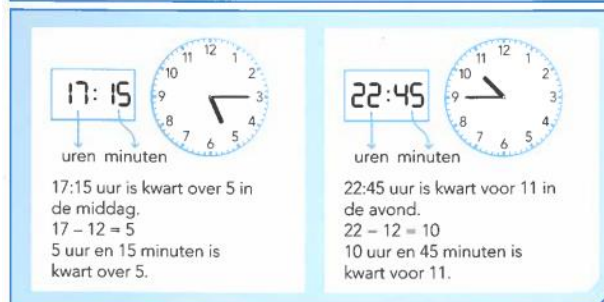 17:15
12
11
1
10
2
9
3
8
4
7
5
6
uren minuten
17:15 uur is kwart over 5 in
de middag.
17 – 12 = 5
5 uur en 15 minuten is
kwart over 5.
22:45
12
11
1
10
2
9
3
8
4
7
5
6
uren minuten
22:45 uur is kwart voor 11 in
de avond.
22 – 12 = 10
10 uur en 45 minuten is
kwart voor 11.